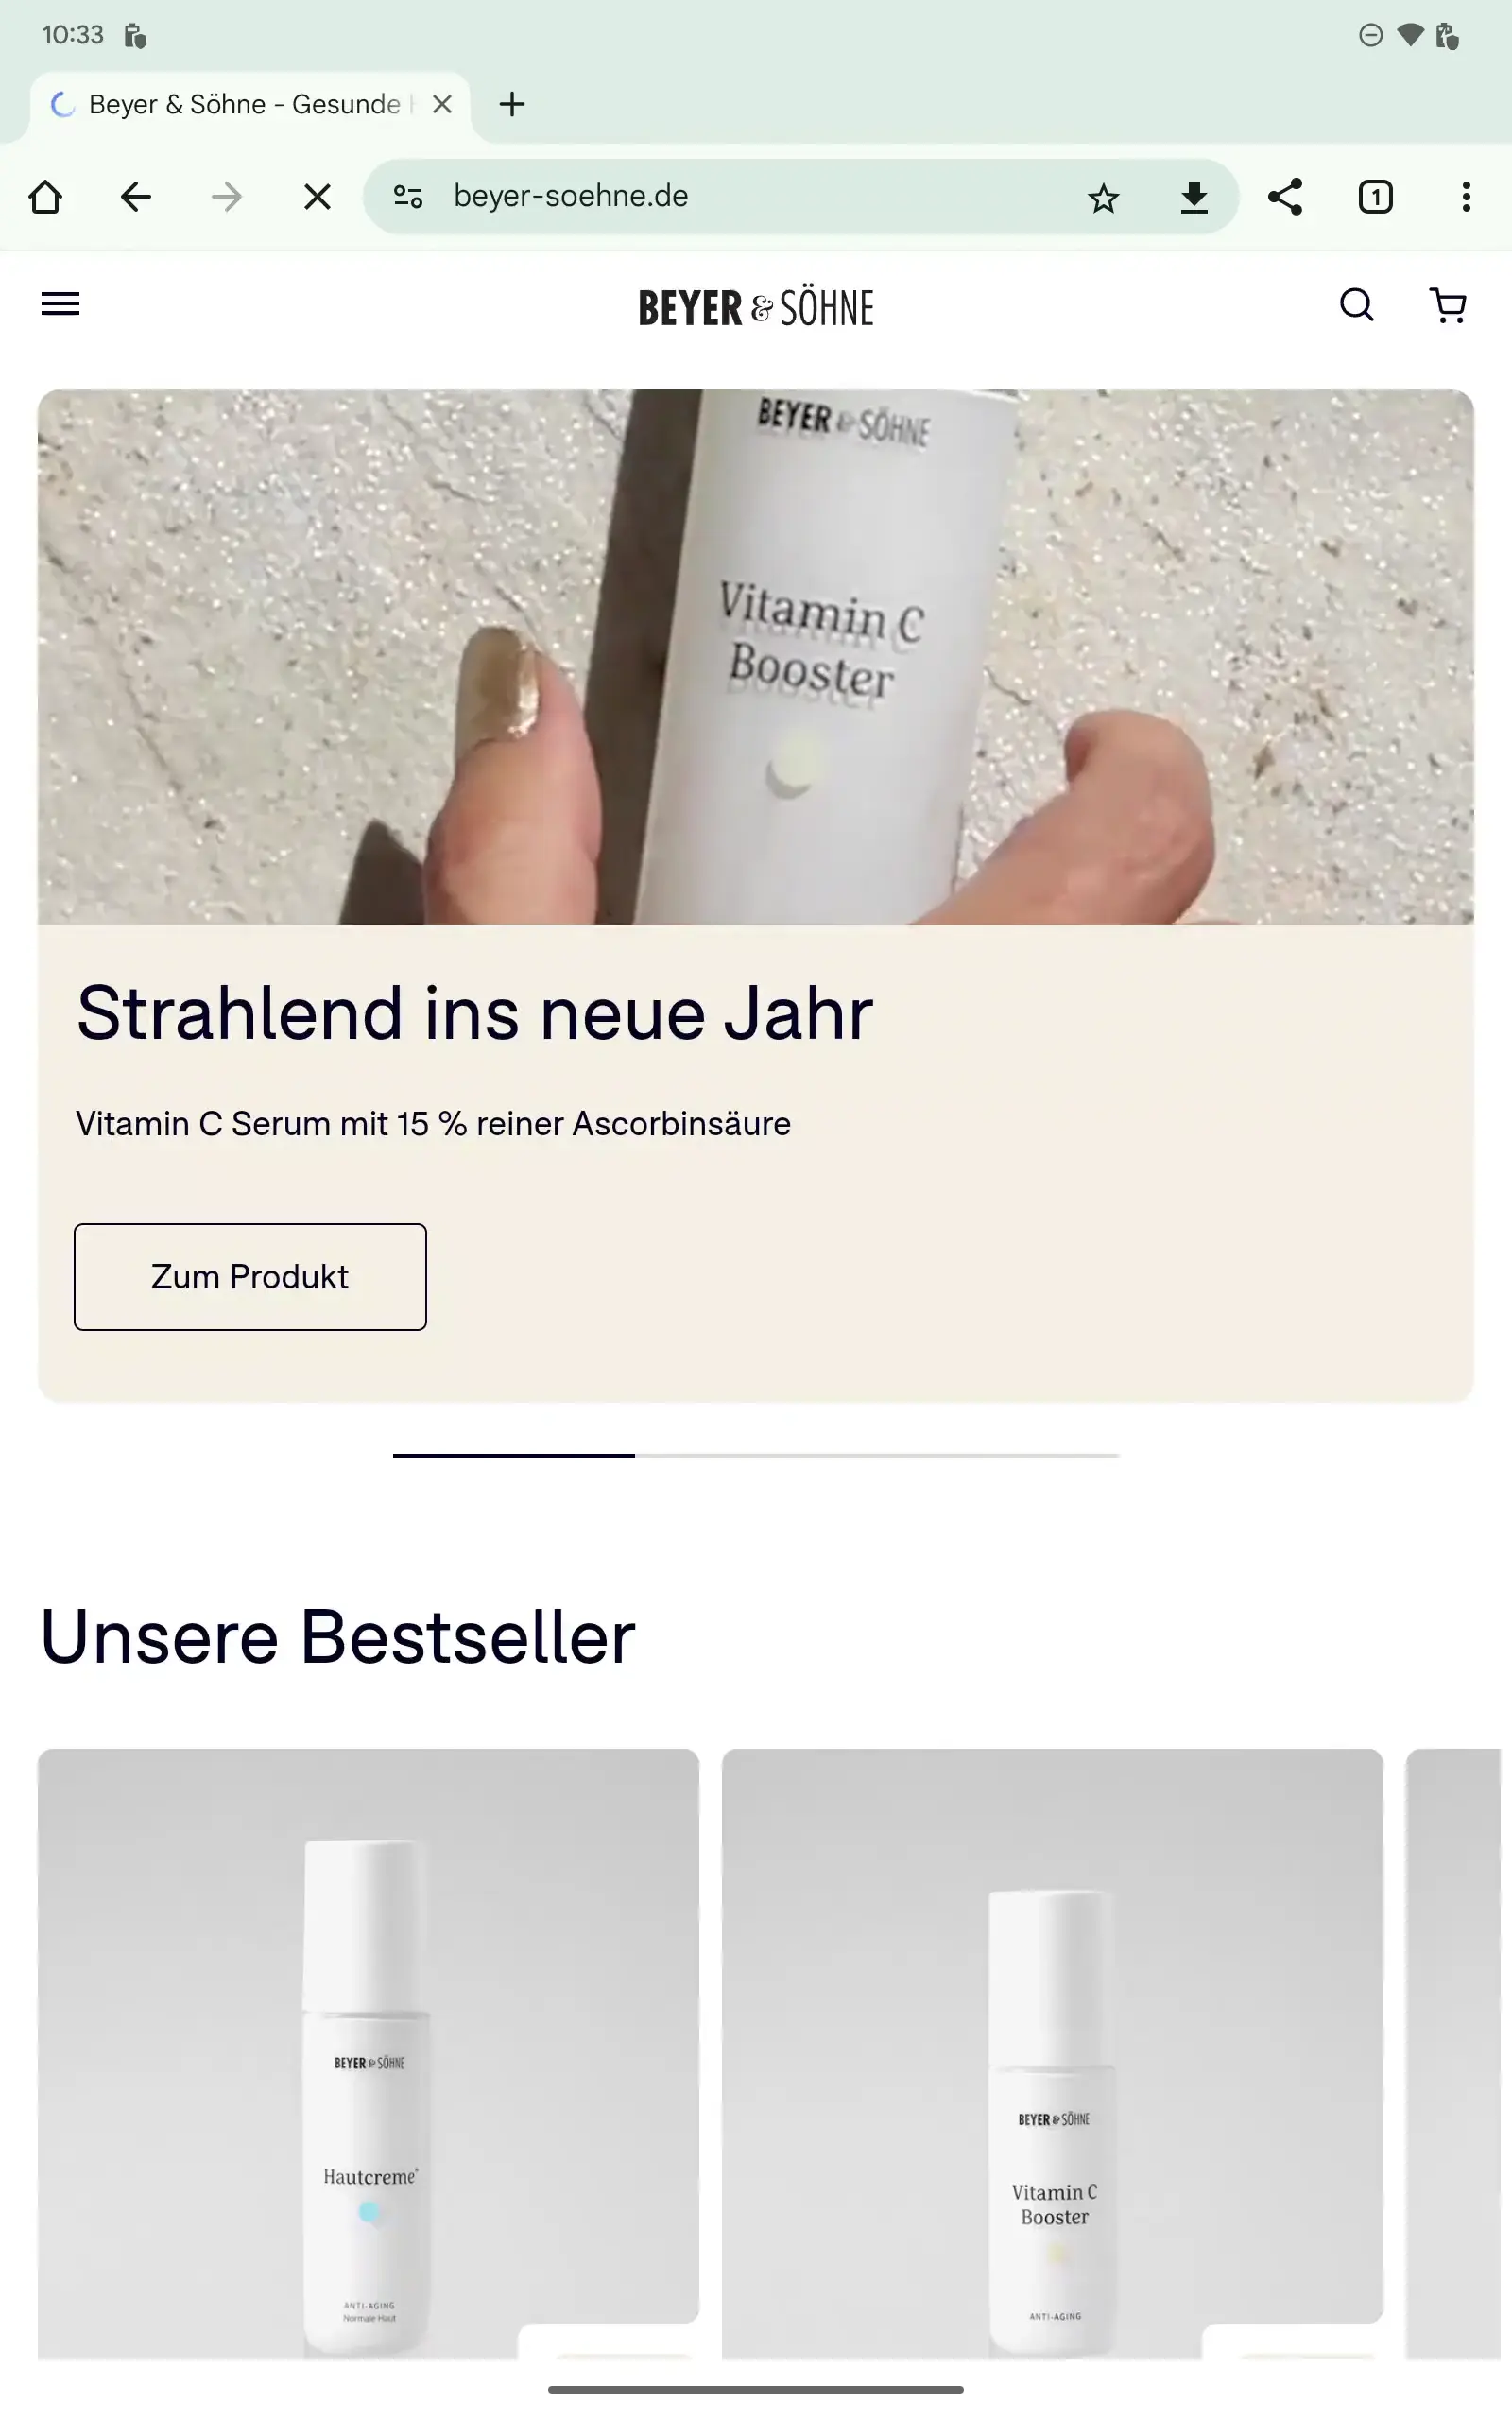 10:33
Beyer & Söhne - Gesunde
1
beyer-soehne.de
BEYER & SÖHNE
BEYER & SÖHNE
Vitamin C
Booster
Strahlend ins neue Jahr
Vitamin C Serum mit 15 % reiner Ascorbinsäure
Zum Produkt
Unsere Bestseller
BEYER & SÖHNE
Hautcreme+
ANTI-AGING
Normale Haut
BEYER & SÖHNE
Vitamin C
Booster
ANTI-AGING